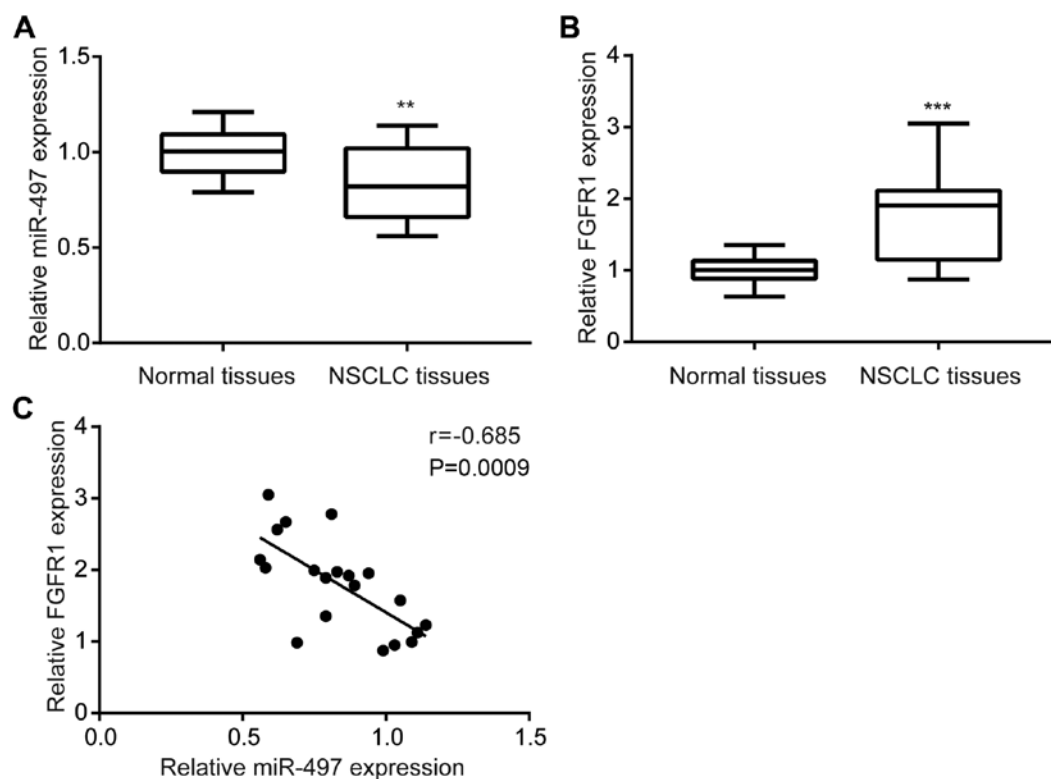 A
Relative miR-497 expression
1.5
1.0
0.5
0.0
**
Normal tissues
NSCLC tissues
B
Relative FGFR1 expression
4
3
2
1
0
***
Normal tissues
NSCLC tissues
C
Relative FGFR1 expression
4
3
2
1
0
r=-0.685
P=0.0009
0.0
0.5
1.0
1.5
Relative miR-497 expression